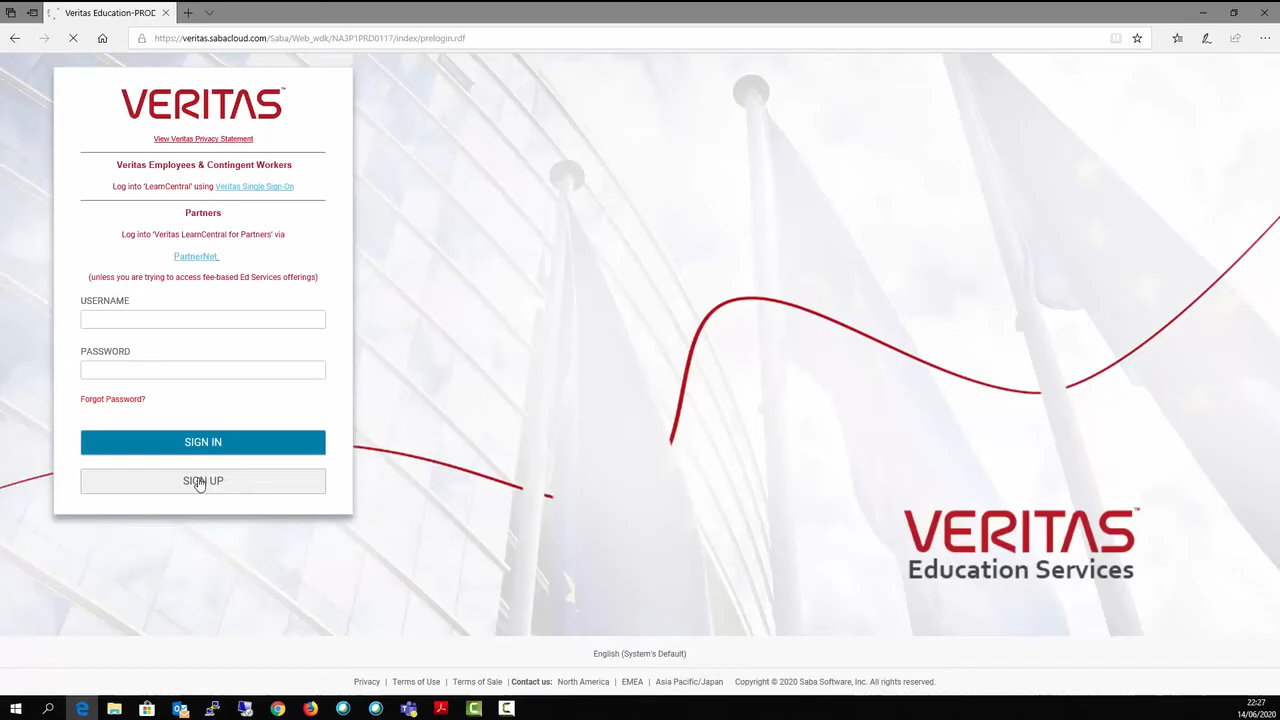 Veritas Education-PROD
https://veritas.sabacloud.com/Saba/Web_wdk/NA3P1PRD0117/index/prelogin.rdf
VERITAS™
View Veritas Privacy Statement
Veritas Employees & Contingent Workers
Log into 'LearnCentral' using Veritas Single Sign-On
Partners
Log into 'Veritas LearnCentral for Partners' via
PartnerNet
(unless you are trying to access fee-based Ed Services offerings)
USERNAME
PASSWORD
Forgot Password?
SIGN IN
SIGN UP
VERITAS™
Education Services
English (System's Default)
Privacy | Terms of Use | Terms of Sale | Contact us: North America | EMEA | Asia Pacific/Japan Copyright © 2020 Saba Software, Inc. All rights reserved.
22:27
14/06/2020